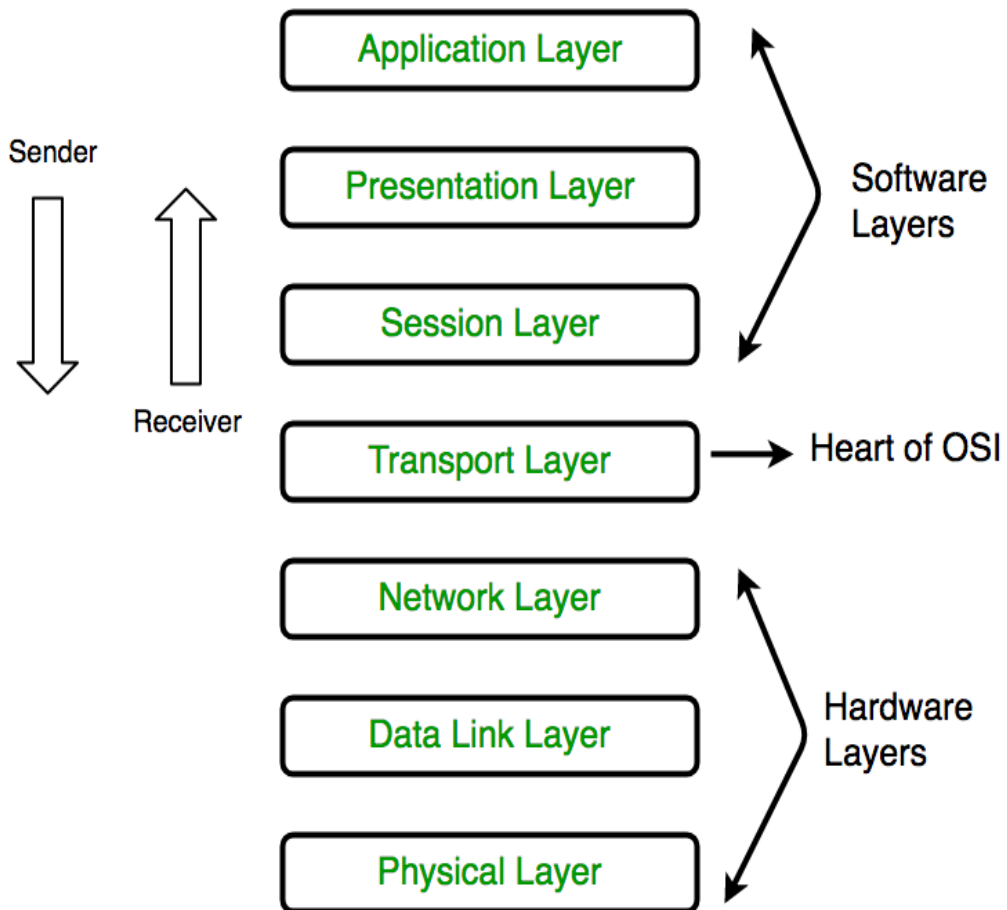 Application Layer
Sender
Presentation Layer
Software
Layers
Session Layer
Receiver
Transport Layer
Heart of OSI
Network Layer
Hardware
Layers
Data Link Layer
Physical Layer